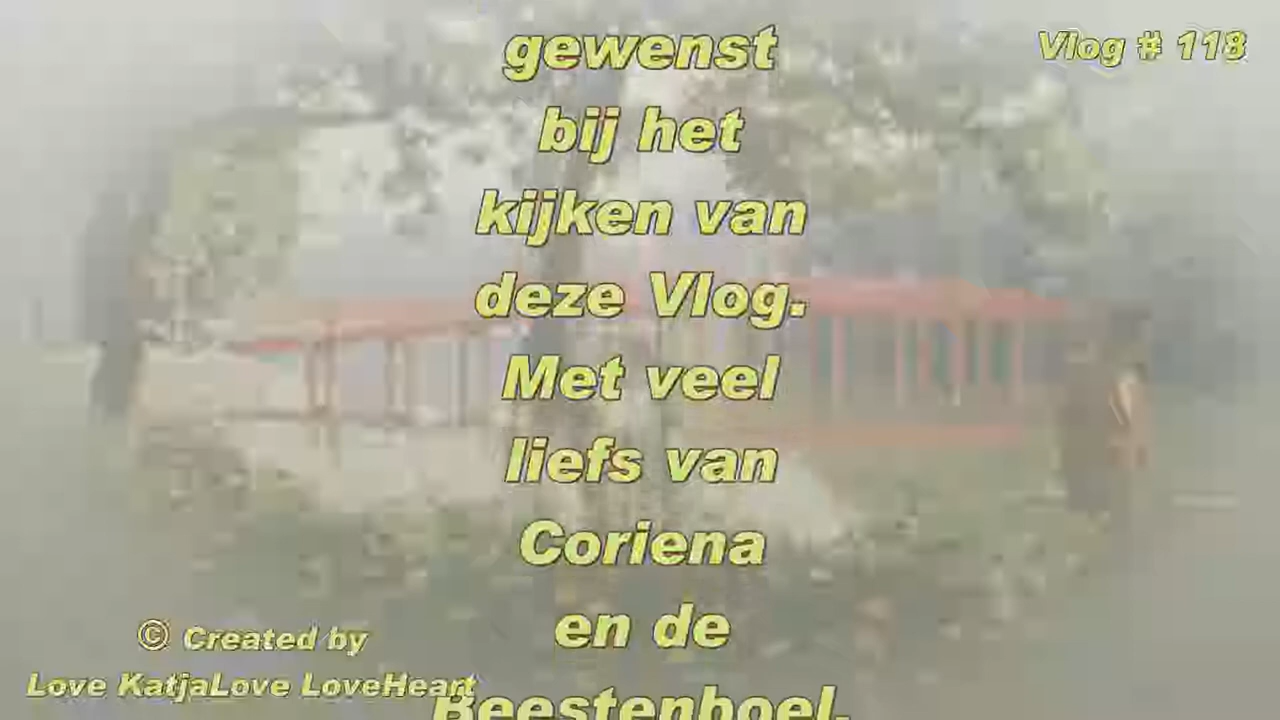 gewenst
Vlog # 118
bij het
kijken van
deze Vlog.
Met veel
liefs van
Coriena
en de
© Created by
Love KatjaLove LoveHeart
Beestenboel.